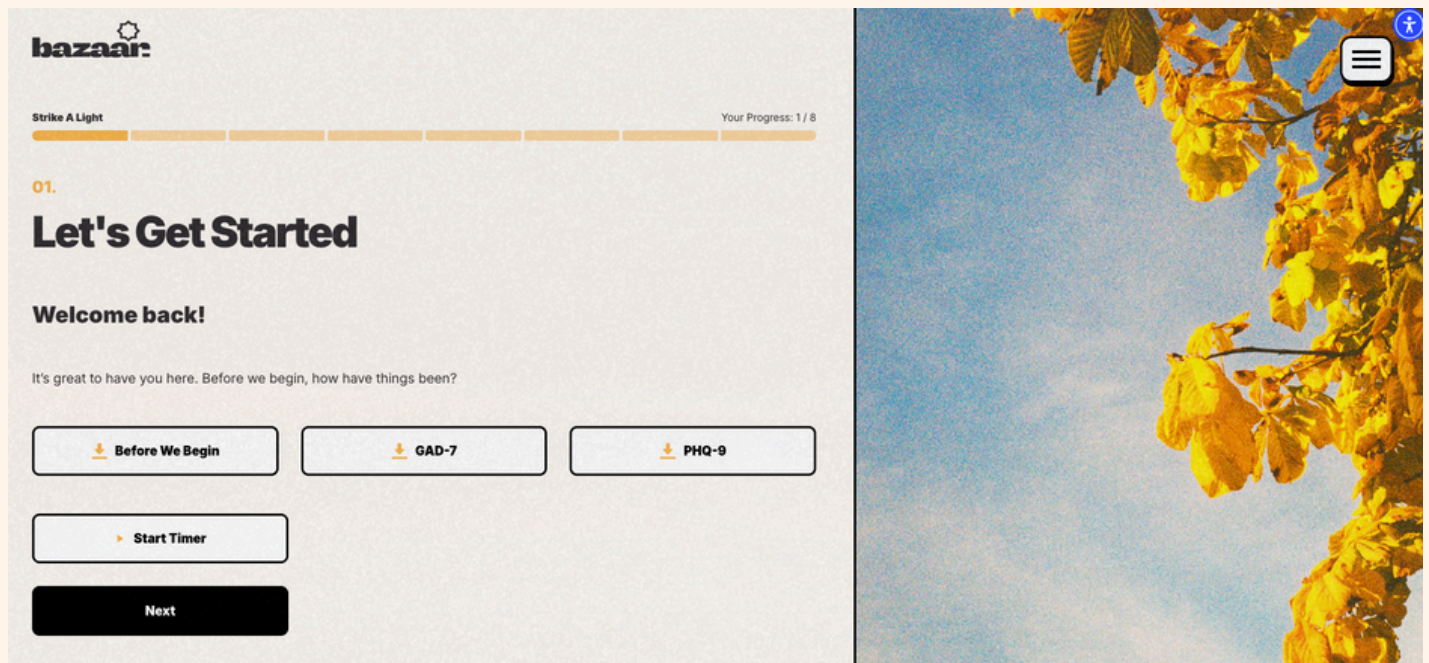 bazaar.
Strike A Light
Your Progress: 1 / 8
01.
Let's Get Started
Welcome back!
It's great to have you here. Before we begin, how have things been?
Before We Begin
GAD-7
PHQ-9
Start Timer
Next